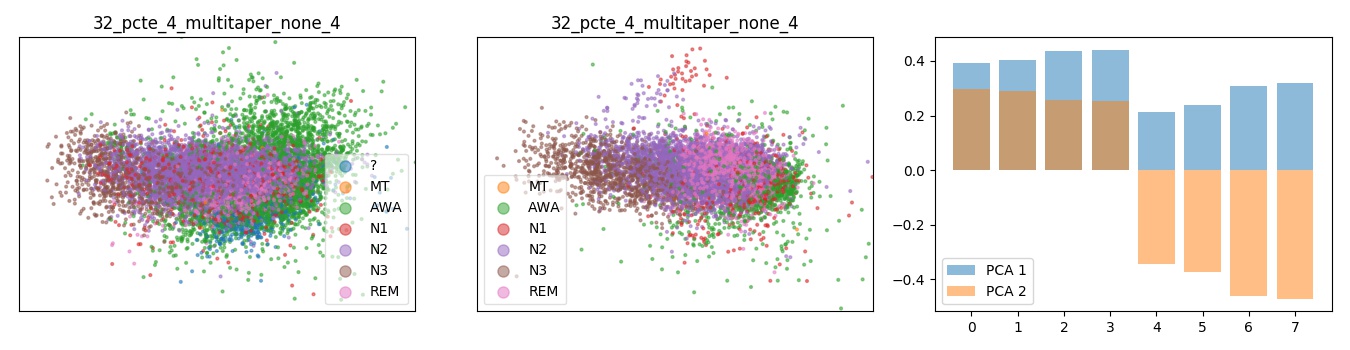 32_pcte_4_multitaper_none_4
?
MT
AWA
N1
N2
N3
REM
32_pcte_4_multitaper_none_4
MT
AWA
N1
N2
N3
REM
0.4
0.2
0.0
−0.2
−0.4
PCA 1
PCA 2
0 1 2 3 4 5 6 7